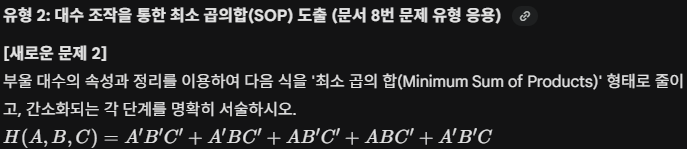 유형 2: 대수 조작을 통한 최소 곱의합(SOP) 도출 (문서 8번 문제 유형 응용)
[새로운 문제 2]
부울 대수의 속성과 정리를 이용하여 다음 식을 '최소 곱의 합(Minimum Sum of Products)' 형태로 줄이
고, 간소화되는 각 단계를 명확히 서술하시오.
H(A, B, C) = A′B′C′ + A′BC′ + AB′C′ + ABC′ + A′B′C